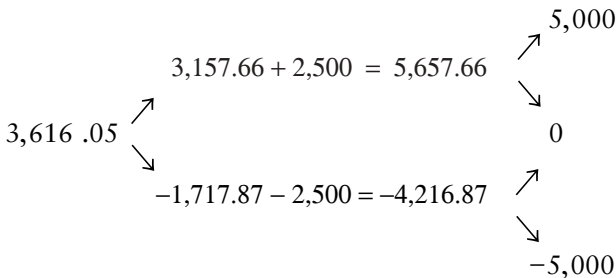 5,000
3,157.66 + 2,500 = 5,657.66
3,616 .05
0
−1,717.87 − 2,500 = −4,216.87
−5,000